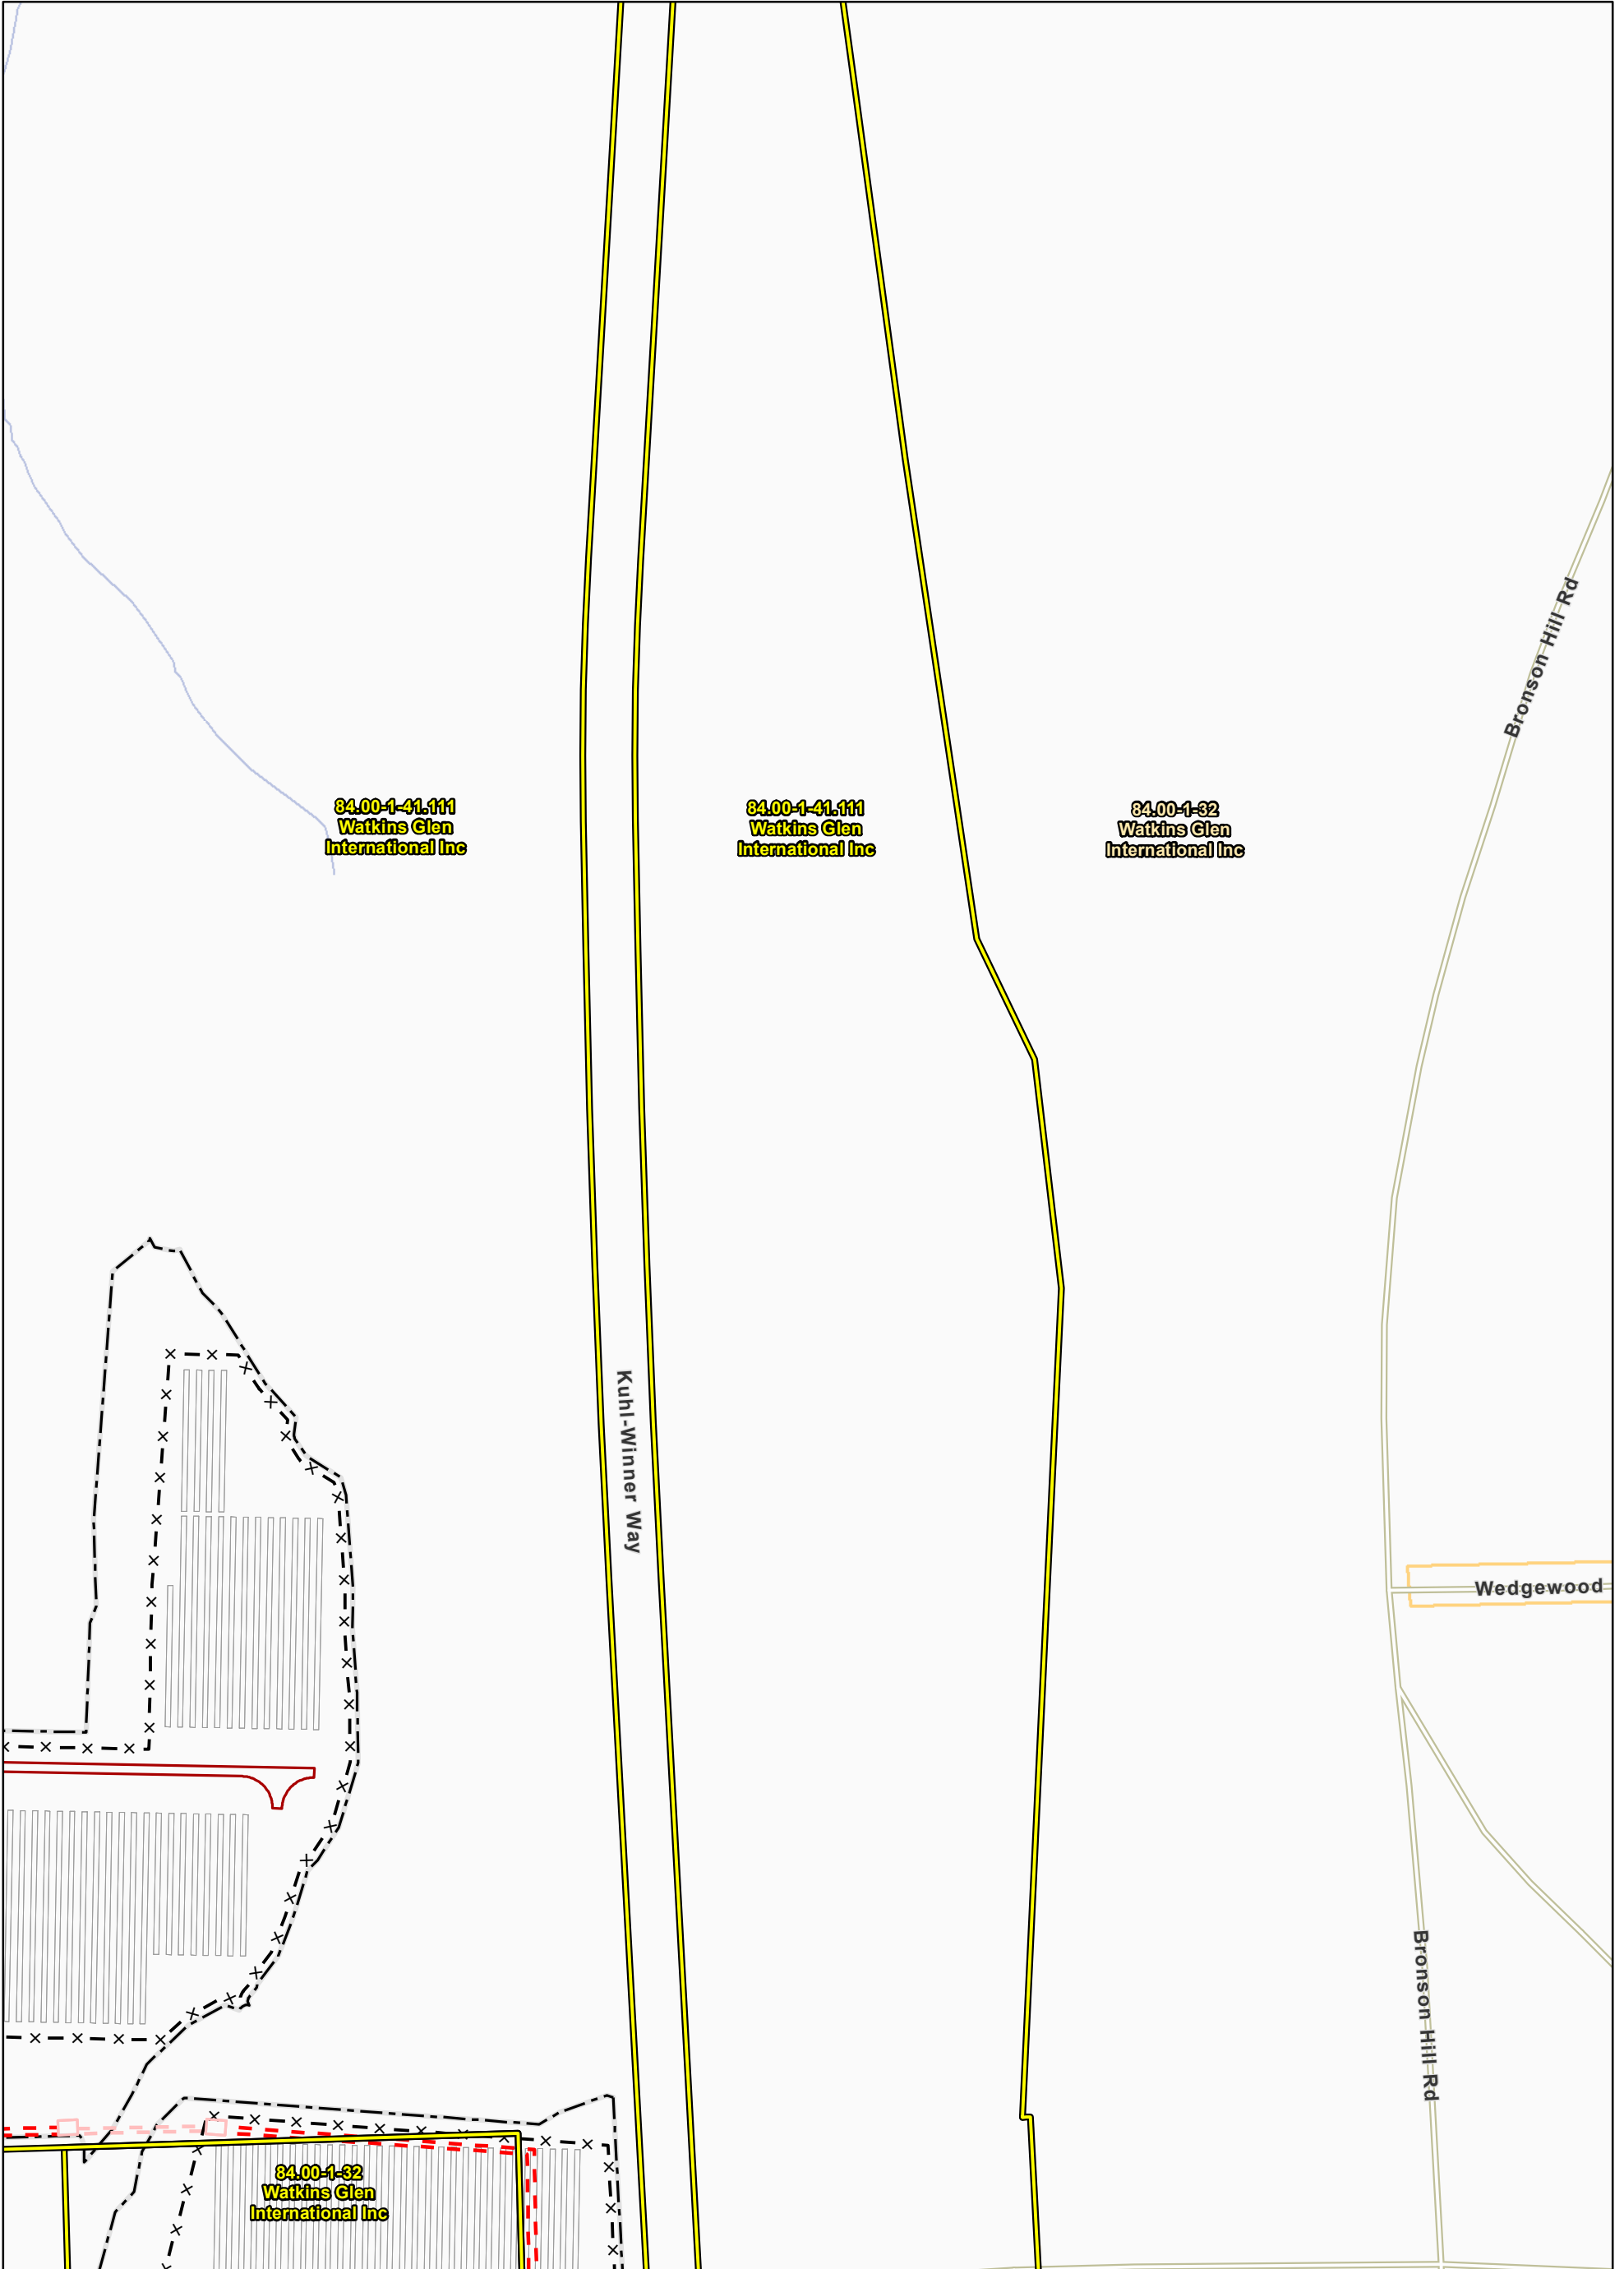 Bronson Hill Rd
84.00-1-41.111
Watkins Glen
International Inc
84.00-1-41.111
Watkins Glen
International Inc
84.00-1-32
Watkins Glen
International Inc
Kuhl-Winner Way
Wedgewood
Bronson Hill Rd
84.00-1-32
Watkins Glen
International Inc